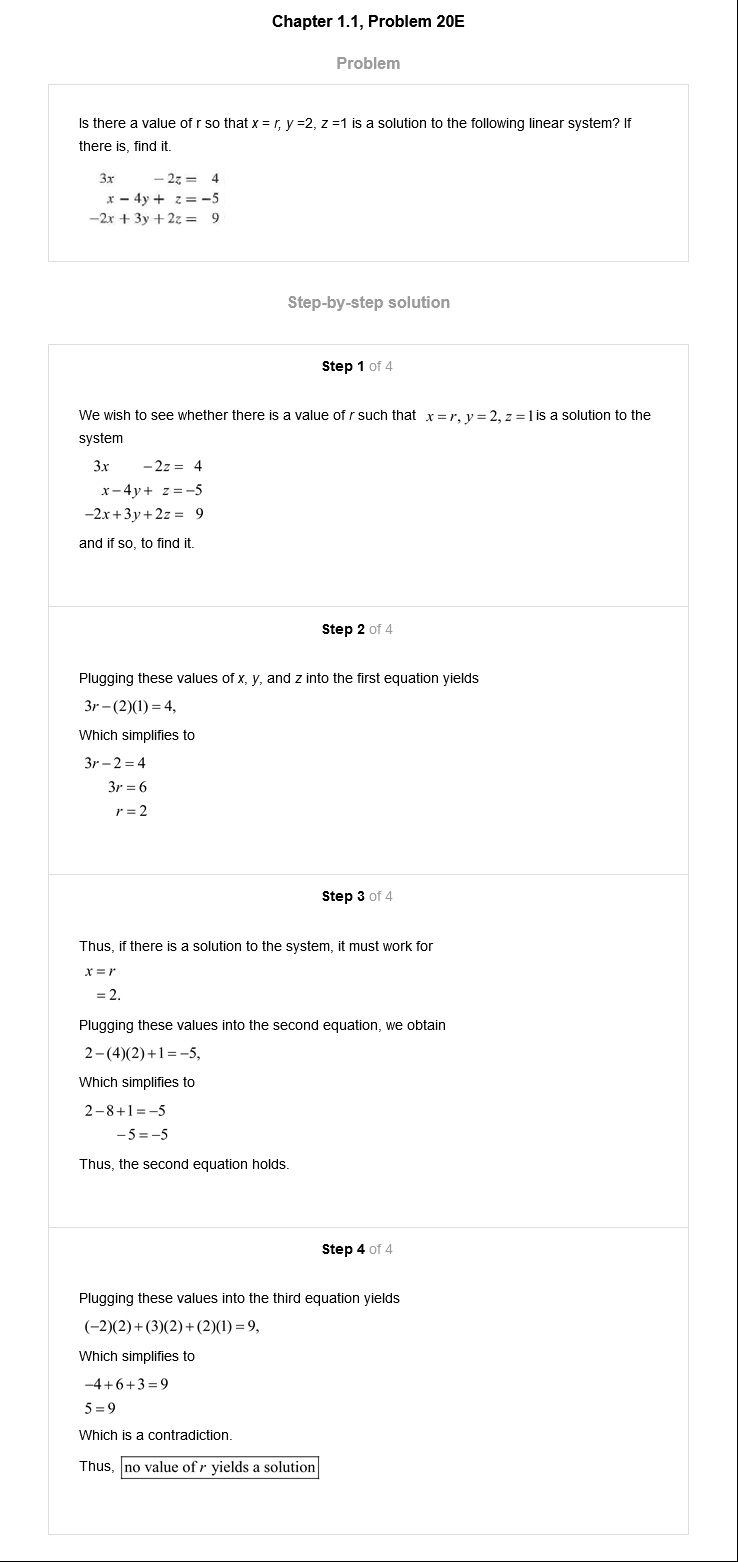 Chapter 1.1, Problem 20E
Problem
Is there a value of r so that x = r, y =2, z =1 is a solution to the following linear system? If
there is, find it.
3x - 2z = 4
x - 4y + z = -5
-2x + 3y + 2z = 9
Step-by-step solution
Step 1 of 4
We wish to see whether there is a value of r such that x = r, y = 2, z = 1 is a solution to the
system
3x - 2z = 4
x - 4y + z = -5
-2x + 3y + 2z = 9
and if so, to find it.
Step 2 of 4
Plugging these values of x, y, and z into the first equation yields
3r - (2)(1) = 4,
Which simplifies to
3r - 2 = 4
3r = 6
r = 2
Step 3 of 4
Thus, if there is a solution to the system, it must work for
x = r
= 2.
Plugging these values into the second equation, we obtain
2 - (4)(2) + 1 = -5,
Which simplifies to
2 - 8 + 1 = -5
-5 = -5
Thus, the second equation holds.
Step 4 of 4
Plugging these values into the third equation yields
(-2)(2) + (3)(2) + (2)(1) = 9,
Which simplifies to
-4 + 6 + 3 = 9
5 = 9
Which is a contradiction.
Thus, no value of r yields a solution